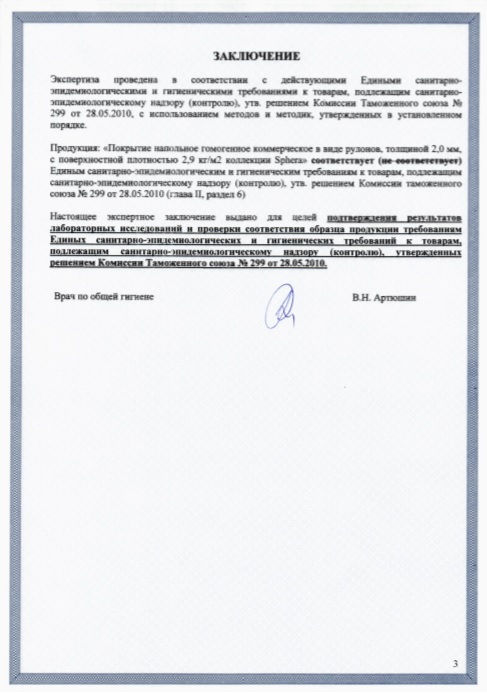 ЗАКЛЮЧЕНИЕ
Экспертиза проведена в соответствии с действующими Едиными санитарно-
эпидемиологическими и гигиеническими требованиями к товарам, подлежащим санитарно-
эпидемиологическому надзору (контролю), утв. решением Комиссии Таможенного союза №
299 от 28.05.2010, с использованием методов и методик, утвержденных в установленном
порядке.
Продукция: «Покрытие напольное гомогенное коммерческое в виде рулонов, толщиной 2,0 мм,
с поверхностной плотностью 2,9 кг/м2 коллекции Sphera» соответствует (не соответствует)
Единым санитарно-эпидемиологическим и гигиеническим требованиям к товарам, подлежащим
санитарно-эпидемиологическому надзору (контролю), утв. решением Комиссии таможенного
союза № 299 от 28.05.2010 (глава II, раздел 6)
Настоящее экспертное заключение выдано для целей подтверждения результатов
лабораторных исследований и проверки соответствия образца продукции требованиям
Единых санитарно-эпидемиологических и гигиенических требований к товарам,
подлежащим санитарно-эпидемиологическому надзору (контролю), утвержденных
решением Комиссии Таможенного союза № 299 от 28.05.2010.
Врач по общей гигиене В.Н. Артюшин
3